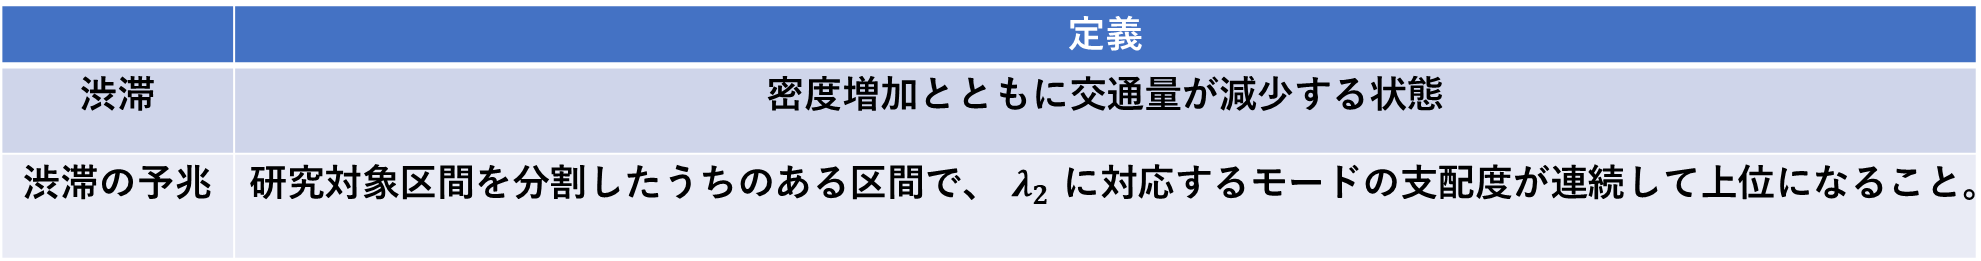 定義
渋滞
密度増加とともに交通量が減少する状態
渋滞の予兆
研究対象区間を分割したうちのある区間で、 λ₂ に対応するモードの支配度が連続して上位になること。